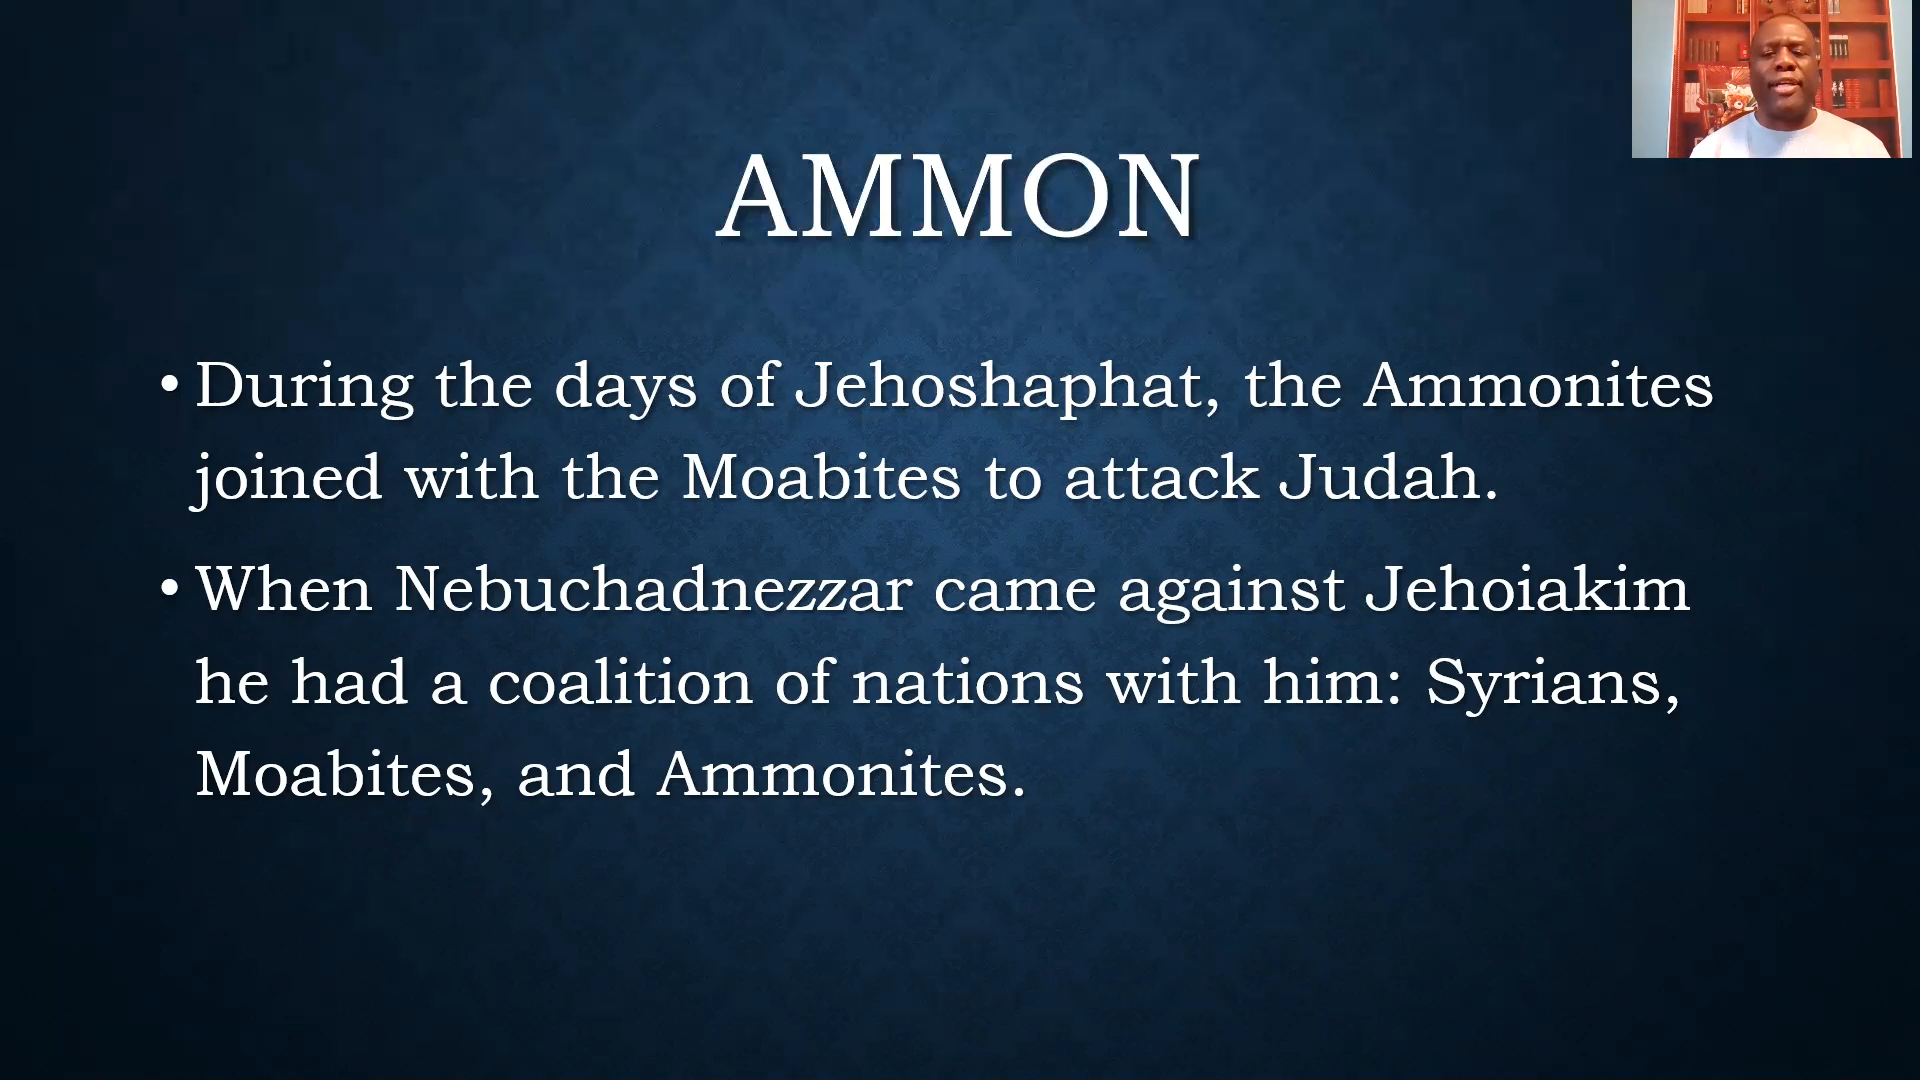 AMMON
• During the days of Jehoshaphat, the Ammonites
joined with the Moabites to attack Judah.
• When Nebuchadnezzar came against Jehoiakim
he had a coalition of nations with him: Syrians,
Moabites, and Ammonites.